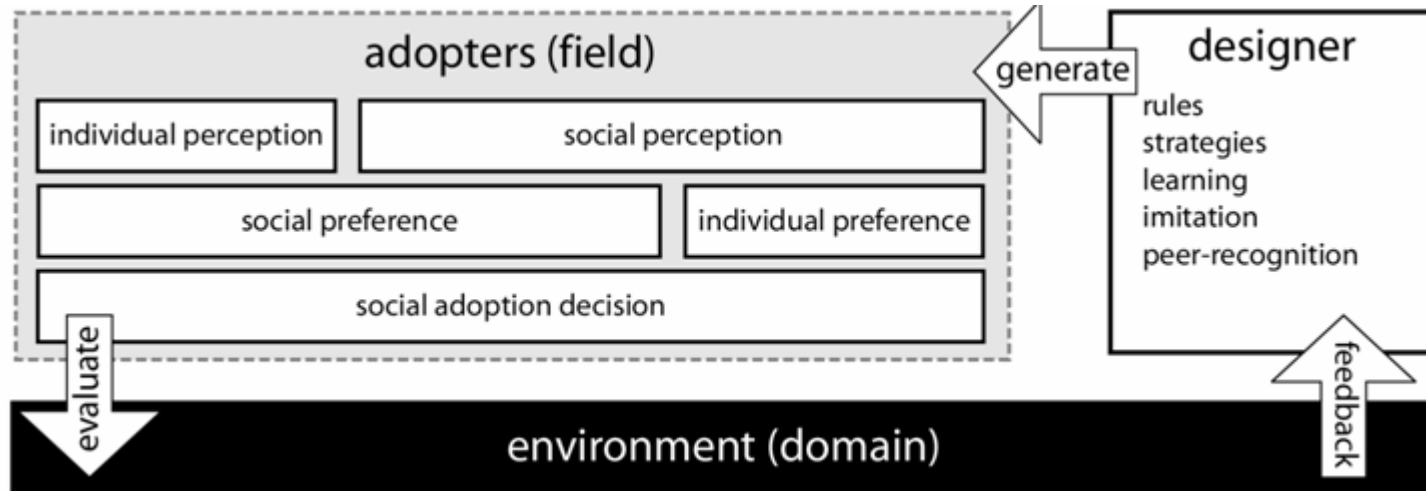 adopters (field)
individual perception
social perception
social preference
individual preference
social adoption decision
generate
designer
rules
strategies
learning
imitation
peer-recognition
evaluate
feedback
environment (domain)